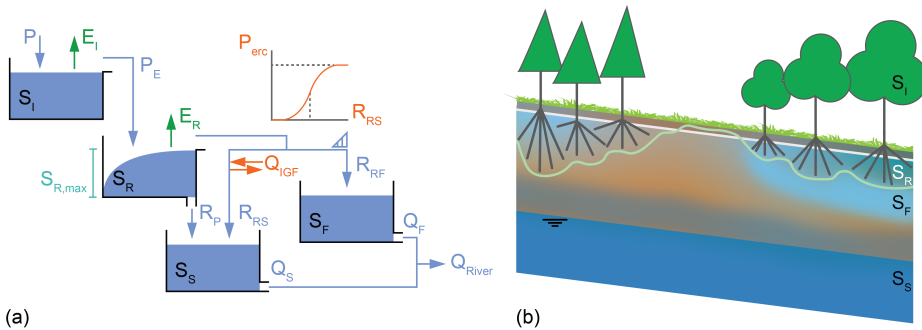 P
E_I
P_E
S_I
P_erc
R_RS
E_R
S_R,max
S_R
Q_IGF
R_RF
R_P
R_RS
S_F
Q_F
S_S
Q_S
Q_River
(a)
S_I
S_R
S_F
S_S
(b)